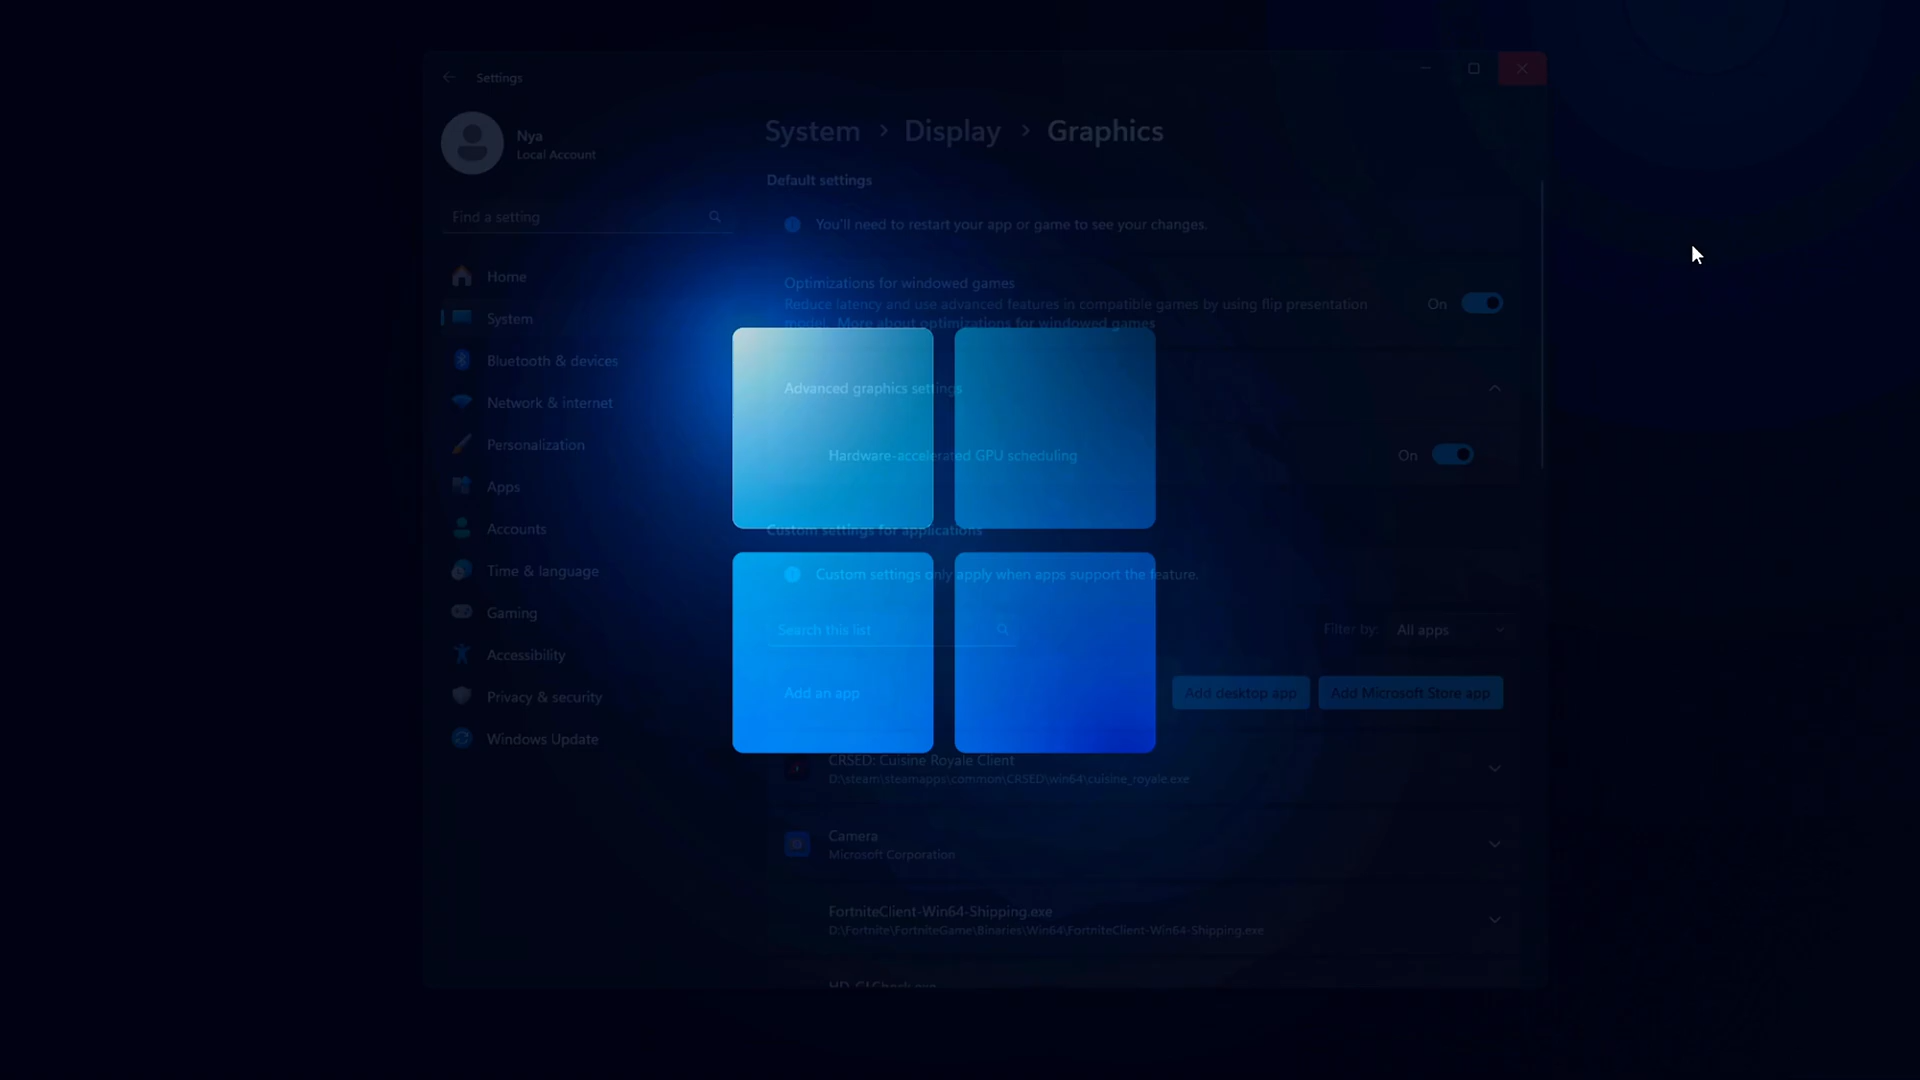 Settings
Nya
Local Account
Find a setting
Home
System
Bluetooth & devices
Network & internet
Personalization
Apps
Accounts
Time & language
Gaming
Accessibility
Privacy & security
Windows Update
System > Display > Graphics
Default settings
You'll need to restart your app or game to see your changes.
Optimizations for windowed games
Reduce latency and use advanced features in compatible games by using flip presentation
model. More about optimizations for windowed games
On
Advanced graphics settings
Hardware-accelerated GPU scheduling
On
Custom settings for applications
Custom settings only apply when apps support the feature.
Search this list
Filter by: All apps
Add an app
Add desktop app
Add Microsoft Store app
CRSED: Cuisine Royale Client
D:\steam\steamapps\commom\CRSED\win64\cuisine_royale.exe
Camera
Microsoft Corporation
FortniteClient-Win64-Shipping.exe
D:\Fortnite\FortniteGame\Binaries\Win64\FortniteClient-Win64-Shipping.exe
HD-GLCheck.exe